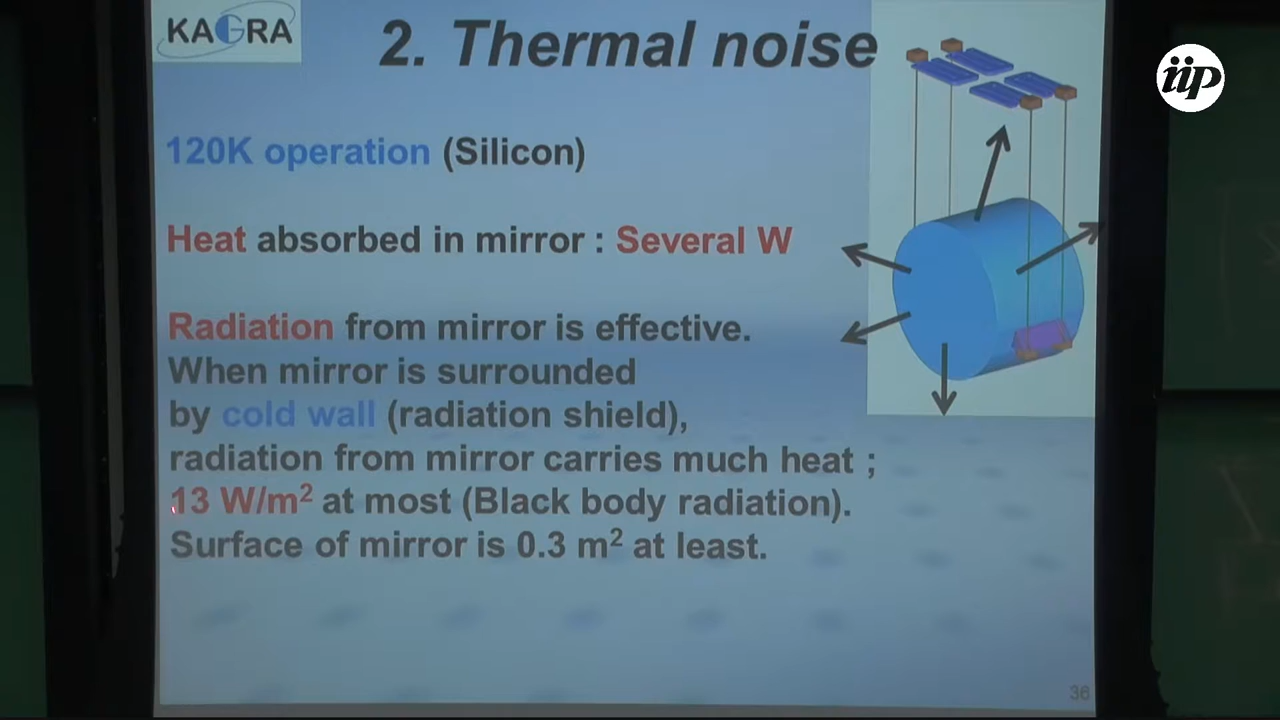 KAGRA
2. Thermal noise
iip
120K operation (Silicon)
Heat absorbed in mirror : Several W
Radiation from mirror is effective.
When mirror is surrounded
by cold wall (radiation shield),
radiation from mirror carries much heat ;
13 W/m² at most (Black body radiation).
Surface of mirror is 0.3 m² at least.
36